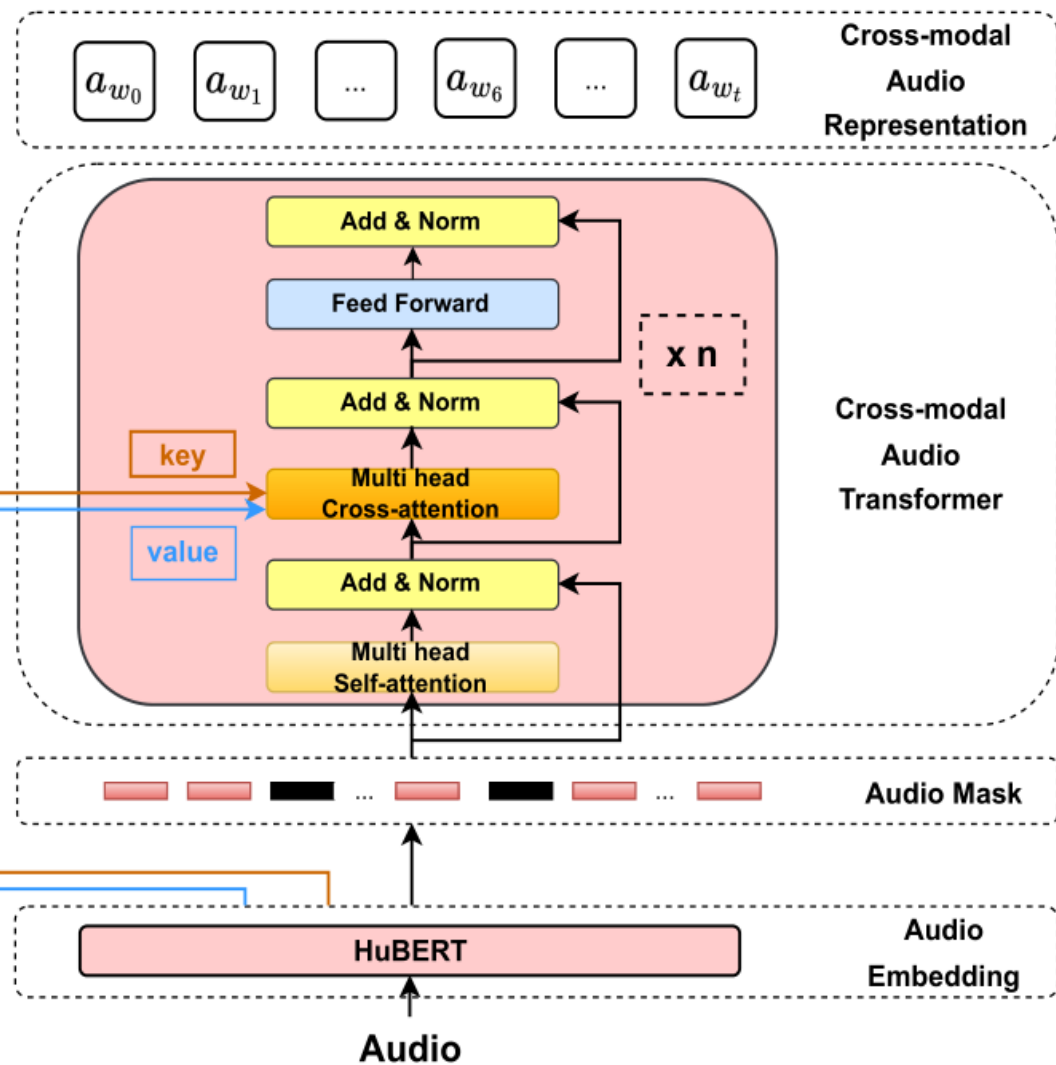 a_{w_0} a_{w_1} ... a_{w_6} ... a_{w_t}
Cross-modal
Audio
Representation
Add & Norm
Feed Forward
x n
Add & Norm
key
Multi head
Cross-attention
value
Add & Norm
Multi head
Self-attention
Cross-modal
Audio
Transformer
... ...
Audio Mask
HuBERT
Audio
Embedding
Audio